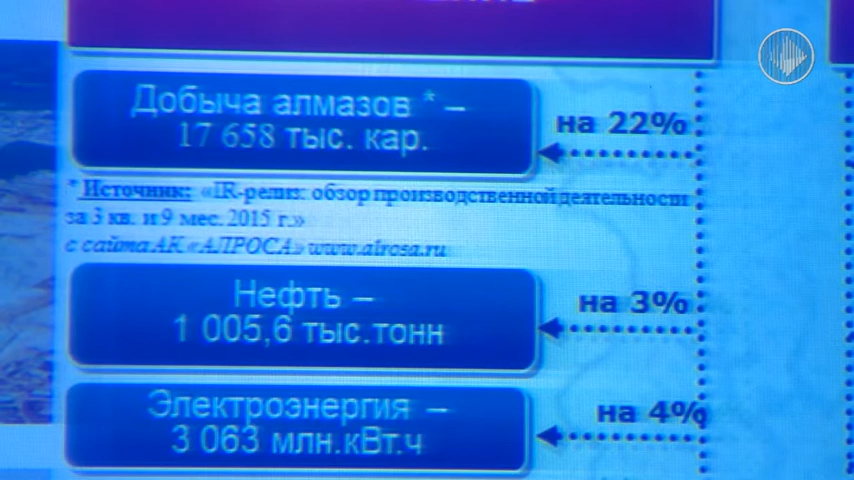 Добыча алмазов * –
17 658 тыс. кар.
на 22%
* Источник: «IR-релиз: обзор производственной деятельности
за 3 кв. и 9 мес. 2015 г.»
с сайта АК «АЛРОСА» www.alrosa.ru
Нефть –
1 005,6 тыс.тонн
на 3%
Электроэнергия –
3 063 млн.кВт.ч
на 4%